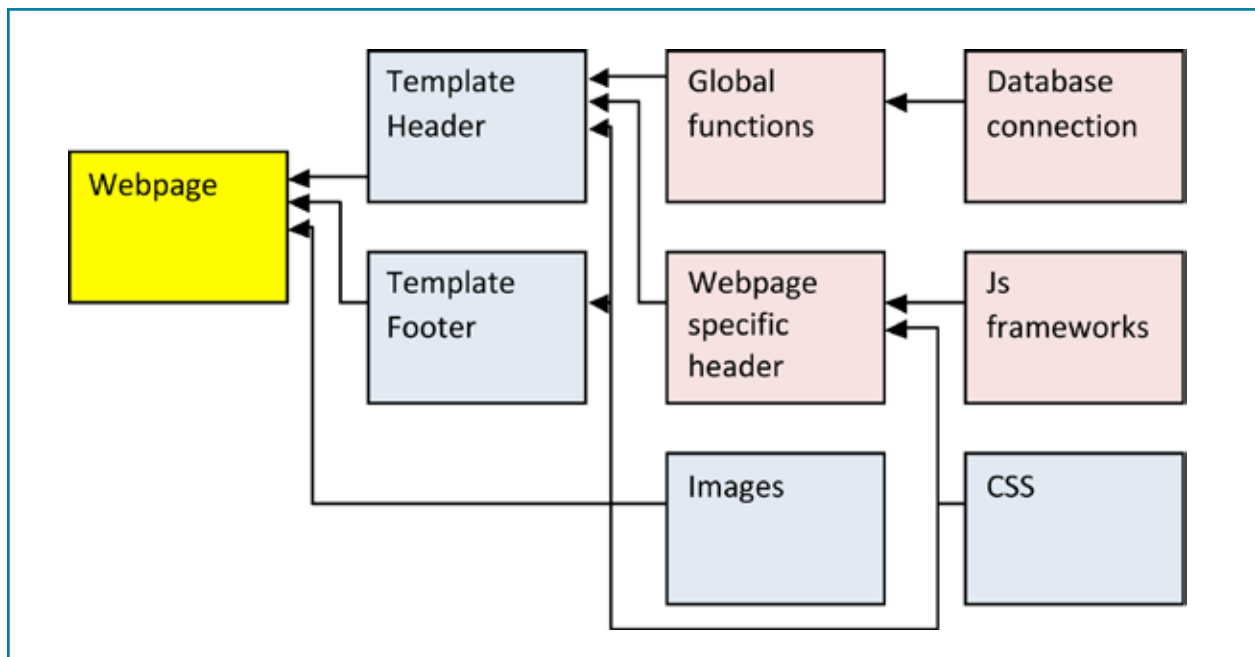 Template
Header
Global
functions
Database
connection
Webpage
Template
Footer
Webpage
specific
header
Js
frameworks
Images
CSS